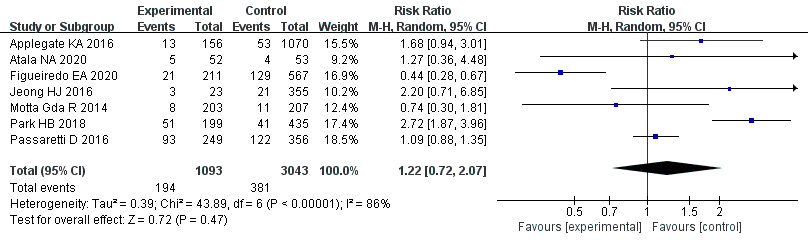 Experimental Control Risk Ratio Risk Ratio
Study or Subgroup Events Total Events Total Weight M-H, Random, 95% CI M-H, Random, 95% CI
Applegate KA 2016 13 156 53 1070 15.5% 1.68 [0.94, 3.01]
Atala NA 2020 5 52 4 53 9.2% 1.27 [0.36, 4.48]
Figueiredo EA 2020 21 211 129 567 16.9% 0.44 [0.28, 0.67]
Jeong HJ 2016 3 23 21 355 10.3% 2.20 [0.71, 6.85]
Motta Gda R 2014 8 203 11 207 12.2% 0.74 [0.30, 1.81]
Park HB 2018 51 199 41 435 17.4% 2.72 [1.87, 3.96]
Passaretti D 2016 93 249 122 356 18.5% 1.09 [0.88, 1.35]
Total (95% CI) 1093 3043 100.0% 1.22 [0.72, 2.07]
Total events 194 381
Heterogeneity: Tau² = 0.39; Chi² = 43.89, df = 6 (P < 0.00001); I² = 86%
Test for overall effect: Z = 0.72 (P = 0.47)
0.5 0.7 1 1.5 2
Favours [experimental] Favours [control]